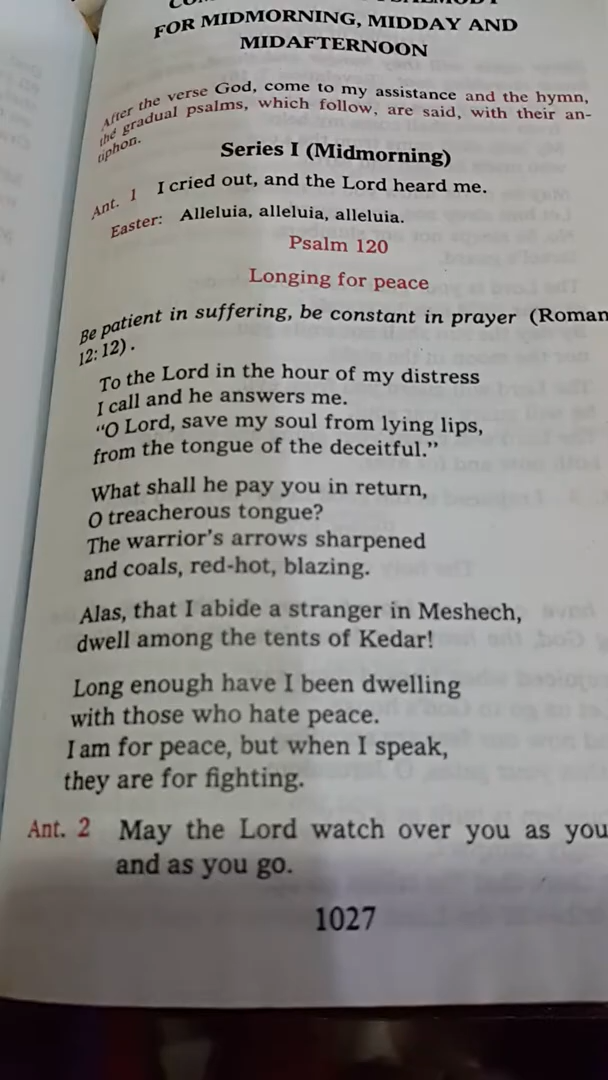 FOR MIDMORNING, MIDDAY AND
MIDAFTERNOON
After the verse God, come to my assistance and the hymn,
the gradual psalms, which follow, are said, with their an-
tiphon.
Series I (Midmorning)
Ant. 1 I cried out, and the Lord heard me.
Easter: Alleluia, alleluia, alleluia.
Psalm 120
Longing for peace
Be patient in suffering, be constant in prayer (Roman
12:12).
To the Lord in the hour of my distress
I call and he answers me.
“O Lord, save my soul from lying lips,
from the tongue of the deceitful.”
What shall he pay you in return,
O treacherous tongue?
The warrior’s arrows sharpened
and coals, red-hot, blazing.
Alas, that I abide a stranger in Meshech,
dwell among the tents of Kedar!
Long enough have I been dwelling
with those who hate peace.
I am for peace, but when I speak,
they are for fighting.
Ant. 2 May the Lord watch over you as you
and as you go.
1027